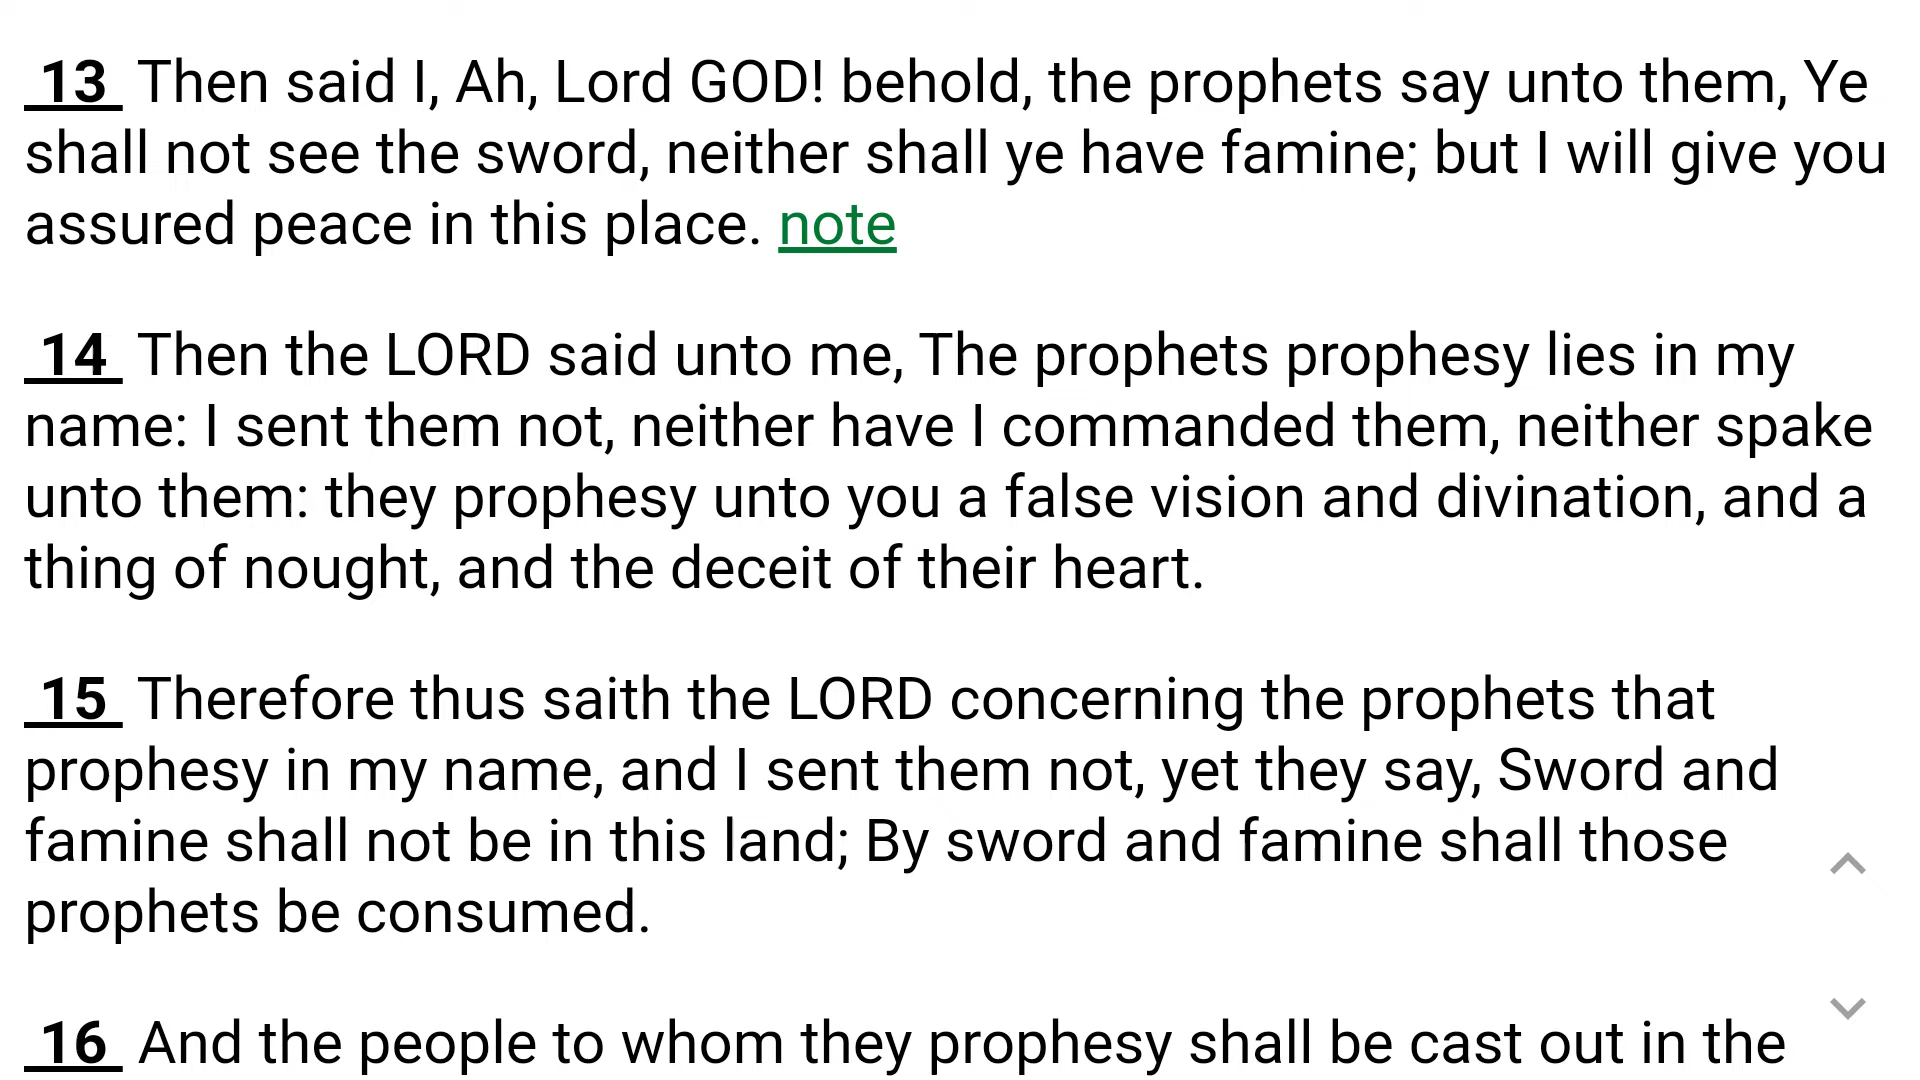 13 Then said I, Ah, Lord GOD! behold, the prophets say unto them, Ye
shall not see the sword, neither shall ye have famine; but I will give you
assured peace in this place. note
14 Then the LORD said unto me, The prophets prophesy lies in my
name: I sent them not, neither have I commanded them, neither spake
unto them: they prophesy unto you a false vision and divination, and a
thing of nought, and the deceit of their heart.
15 Therefore thus saith the LORD concerning the prophets that
prophesy in my name, and I sent them not, yet they say, Sword and
famine shall not be in this land; By sword and famine shall those
prophets be consumed.
16 And the people to whom they prophesy shall be cast out in the